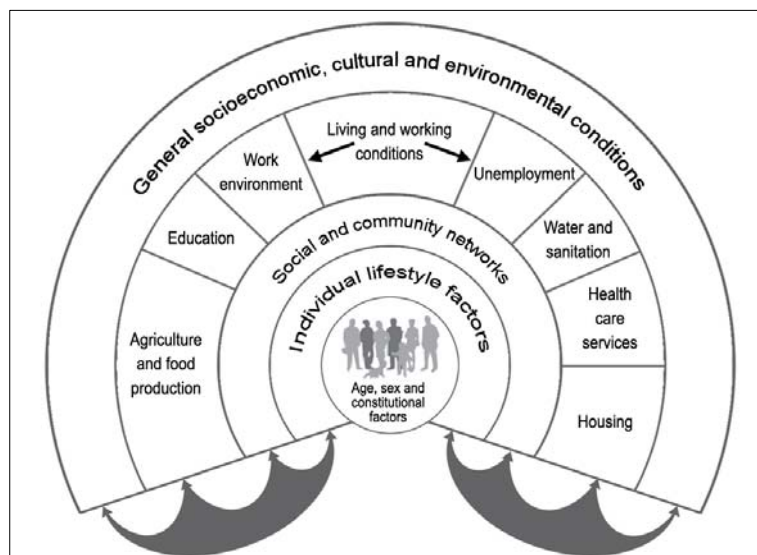 General socioeconomic, cultural and environmental conditions
Living and working
conditions
Work
environment
Unemployment
Education
Water and
sanitation
Agriculture
and food
production
Health
care
services
Housing
Social and community networks
Individual lifestyle factors
Age, sex and
constitutional
factors